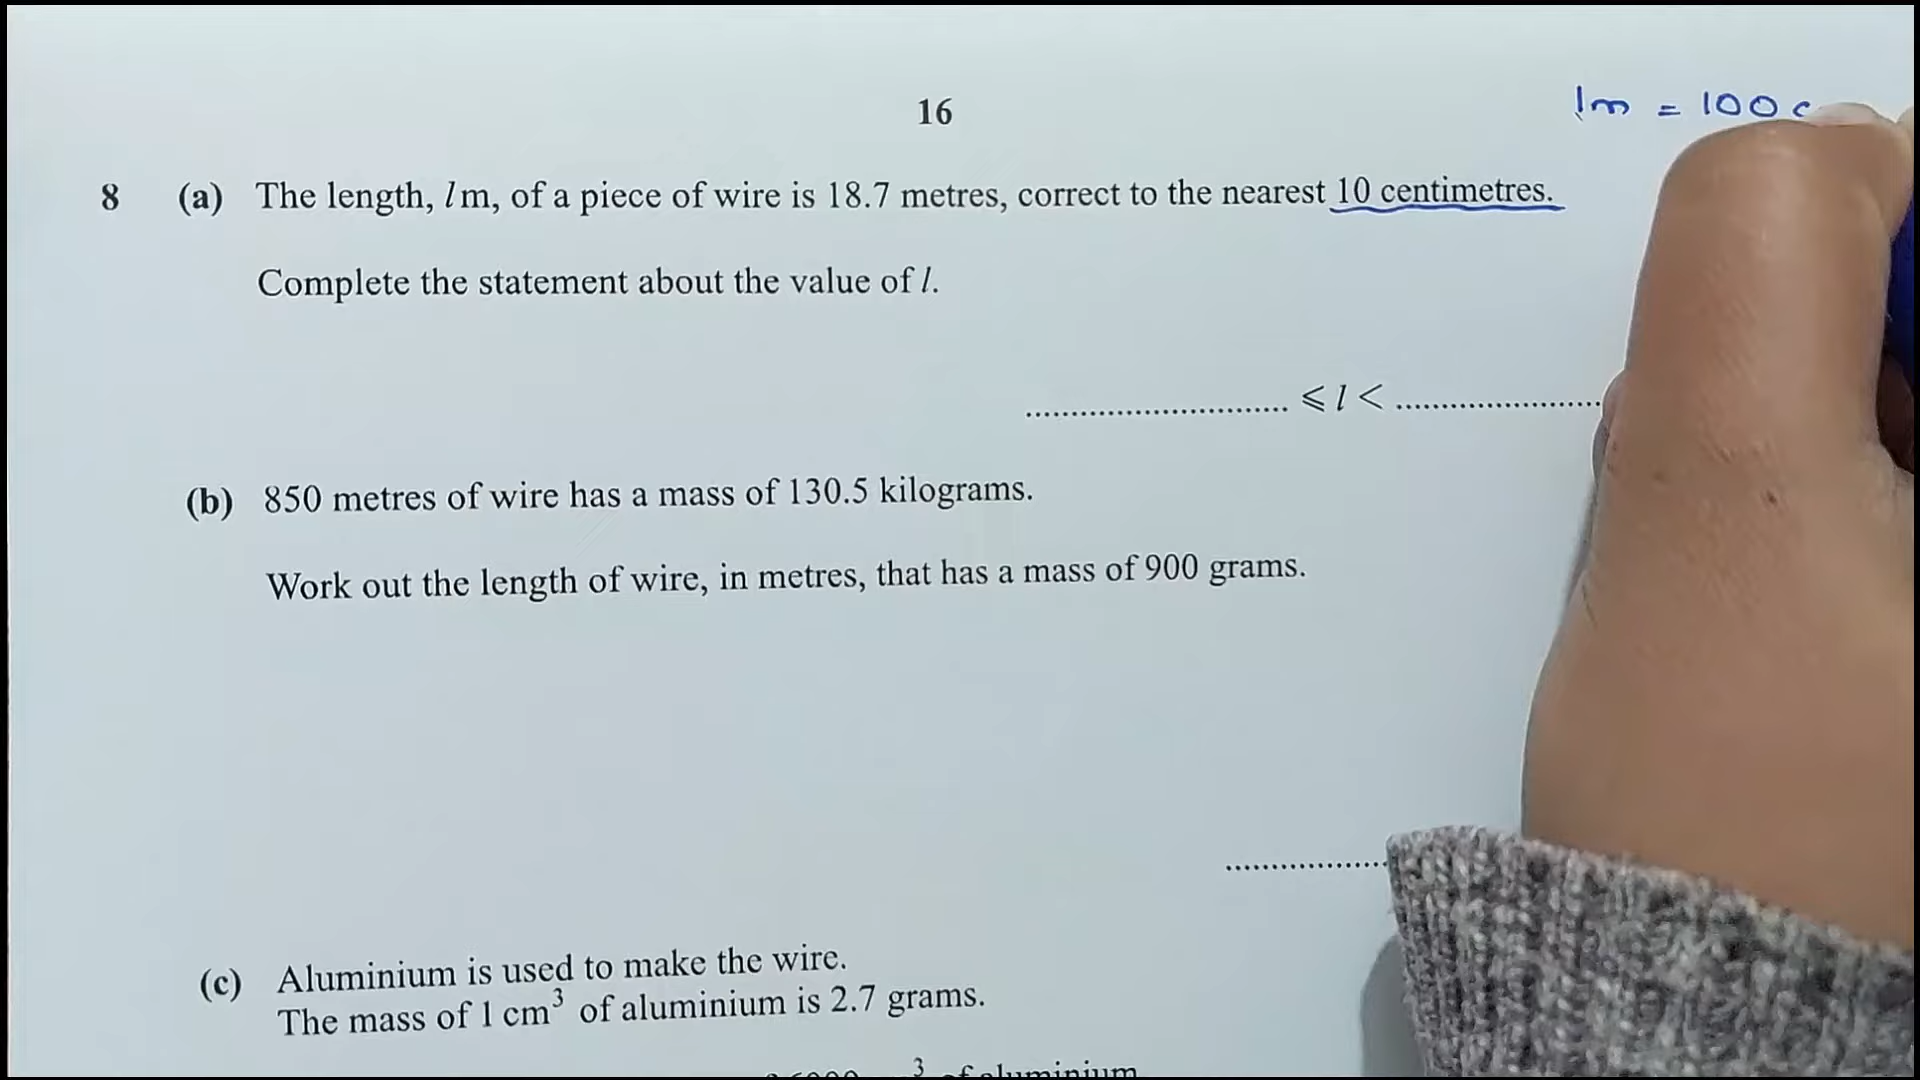 16
1m = 100 c
8 (a) The length, l m, of a piece of wire is 18.7 metres, correct to the nearest 10 centimetres.
Complete the statement about the value of l.
.............................. ⩽ l < ........................
(b) 850 metres of wire has a mass of 130.5 kilograms.
Work out the length of wire, in metres, that has a mass of 900 grams.
..................
(c) Aluminium is used to make the wire.
The mass of 1 cm³ of aluminium is 2.7 grams.
³ of aluminium